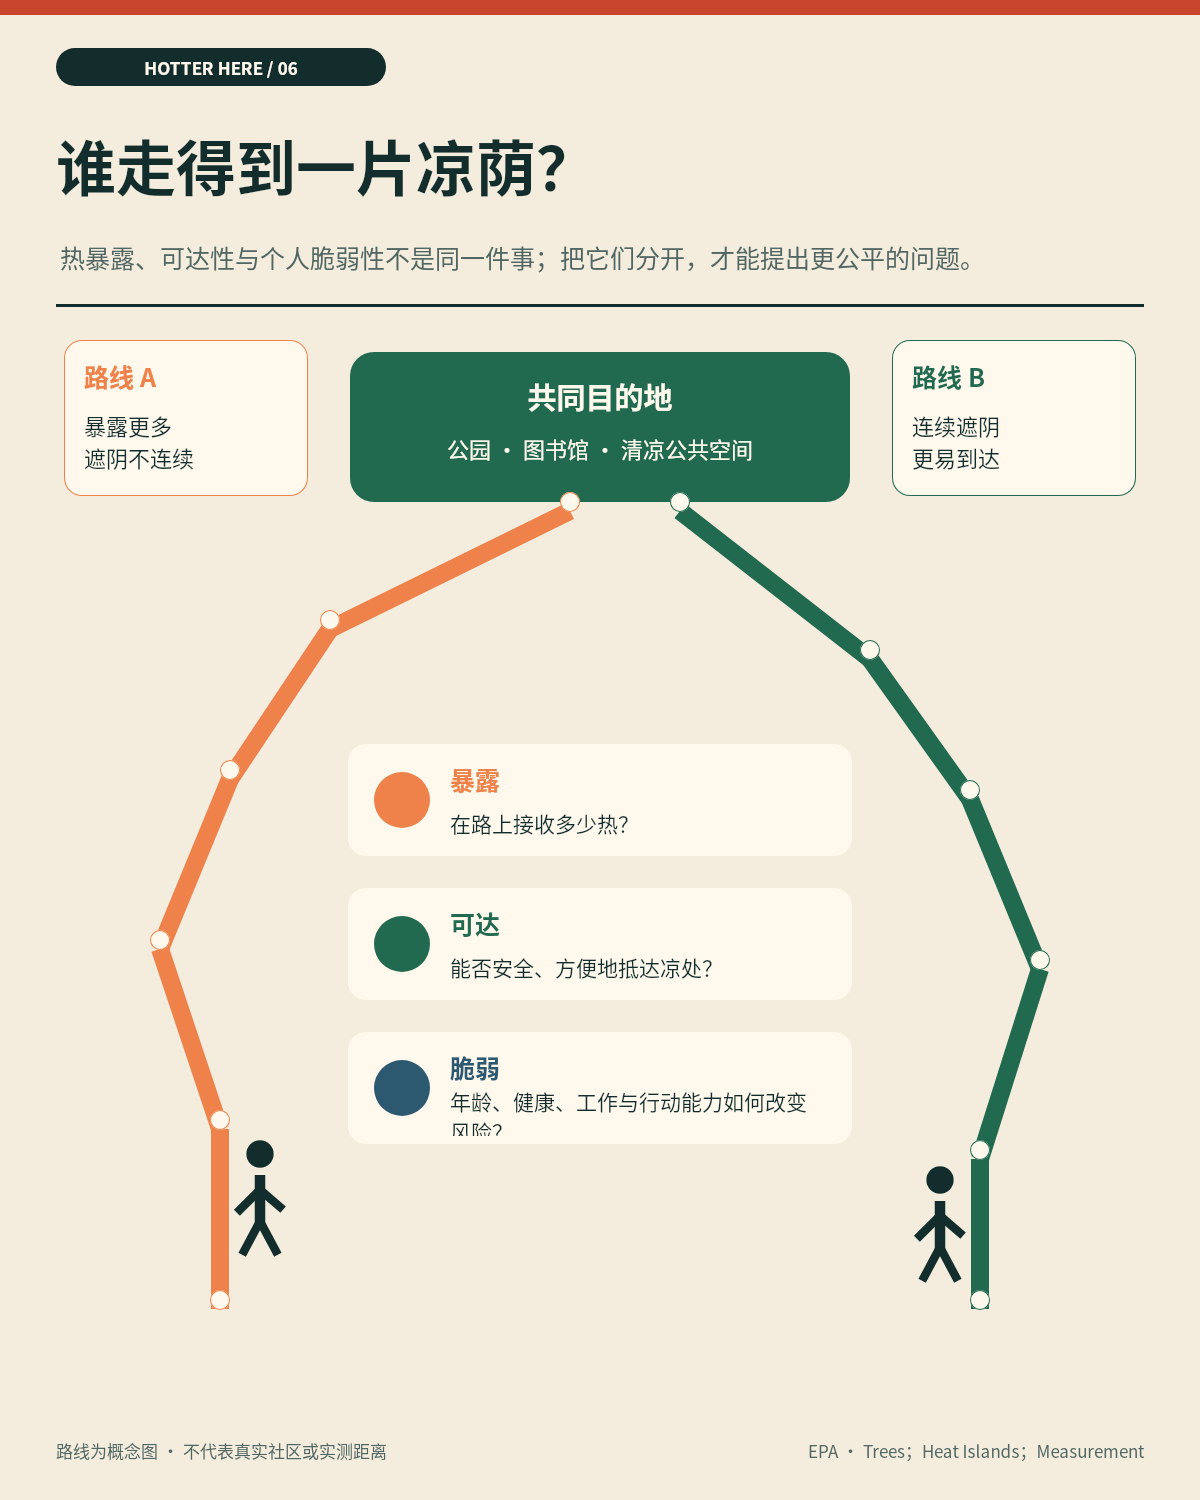 HOTTER HERE / 06
谁走得到一片凉荫？
热暴露、可达性与个人脆弱性不是同一件事；把它们分开，才能提出更公平的问题。
路线 A
暴露更多
遮阴不连续
共同目的地
公园 · 图书馆 · 清凉公共空间
路线 B
连续遮阴
更易到达
暴露
在路上接收多少热？
可达
能否安全、方便地抵达凉处？
脆弱
年龄、健康、工作与行动能力如何改变
风险？
路线为概念图 · 不代表真实社区或实测距离
EPA · Trees；Heat Islands；Measurement